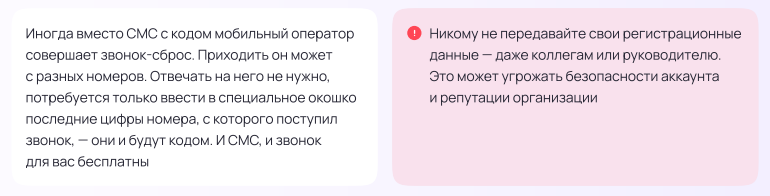 Иногда вместо СМС с кодом мобильный оператор
совершает звонок-сброс. Приходить он может
с разных номеров. Отвечать на него не нужно,
потребуется только ввести в специальное окошко
последние цифры номера, с которого поступил
звонок, — они и будут кодом. И СМС, и звонок
для вас бесплатны
Никому не передавайте свои регистрационные
данные — даже коллегам или руководителю.
Это может угрожать безопасности аккаунта
и репутации организации